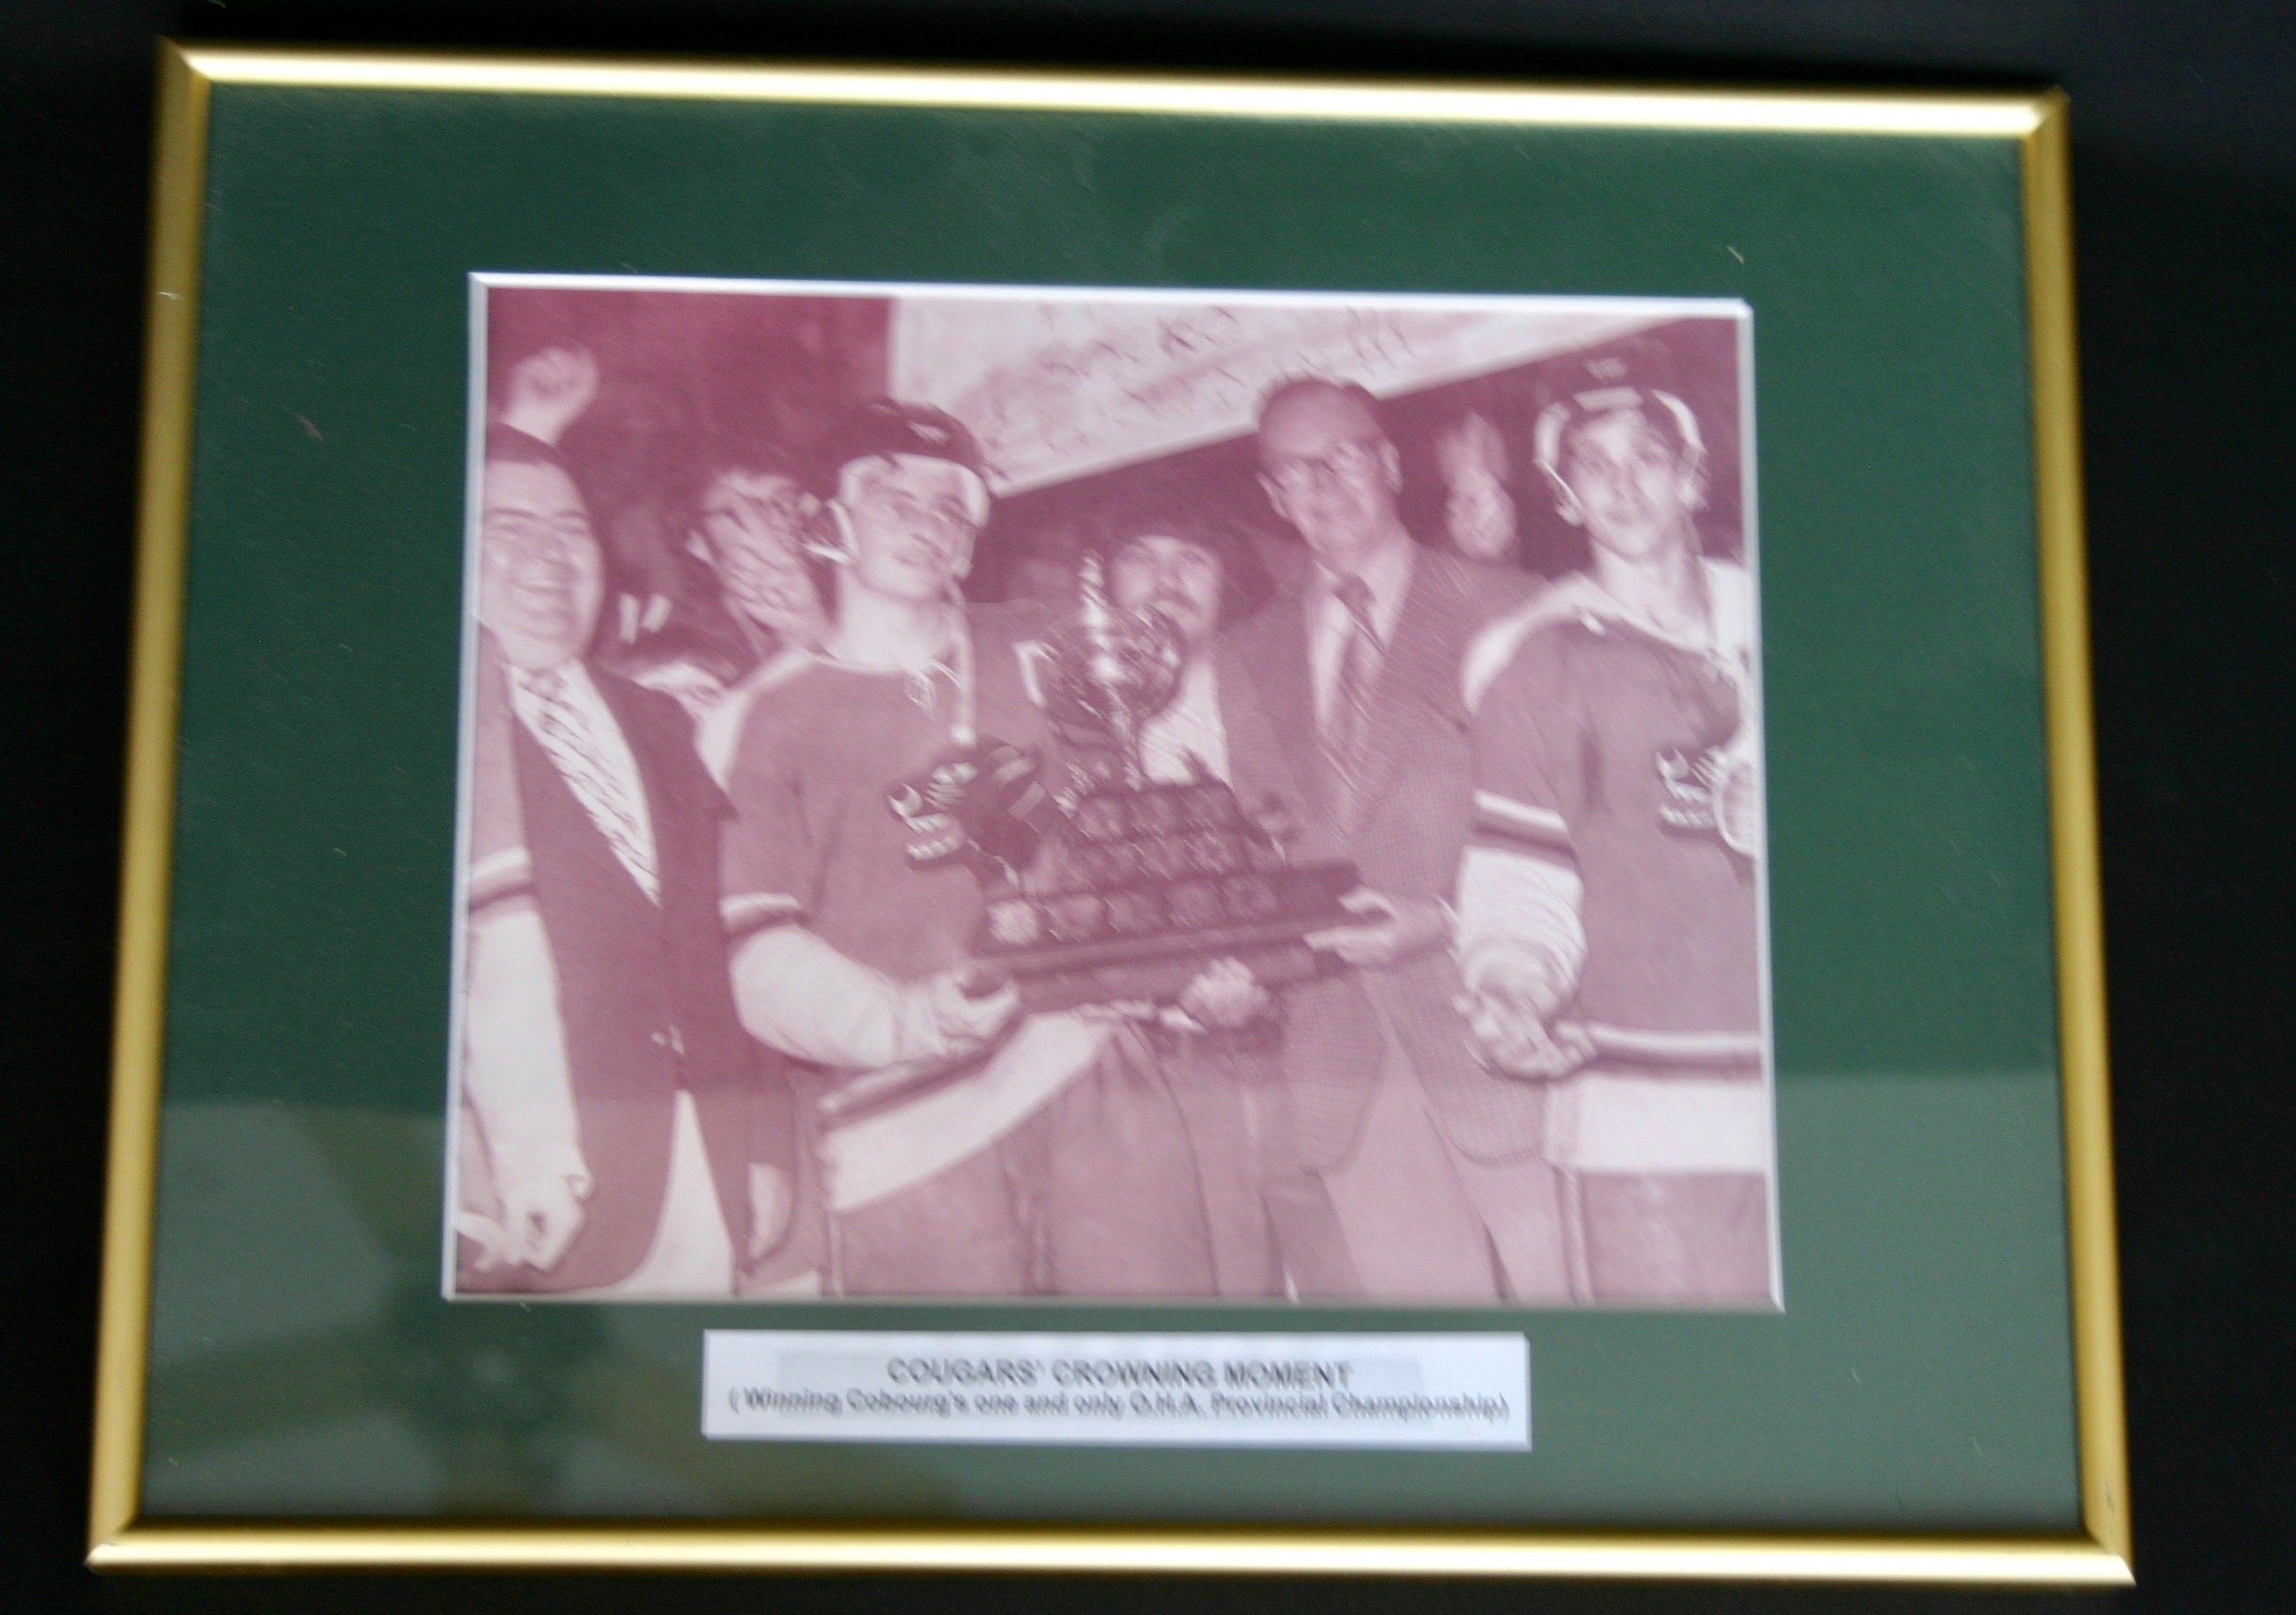 COUGARS' CROWNING MOMENT
( Winning Cobourg's one and only O.H.A. Provincial Championship)